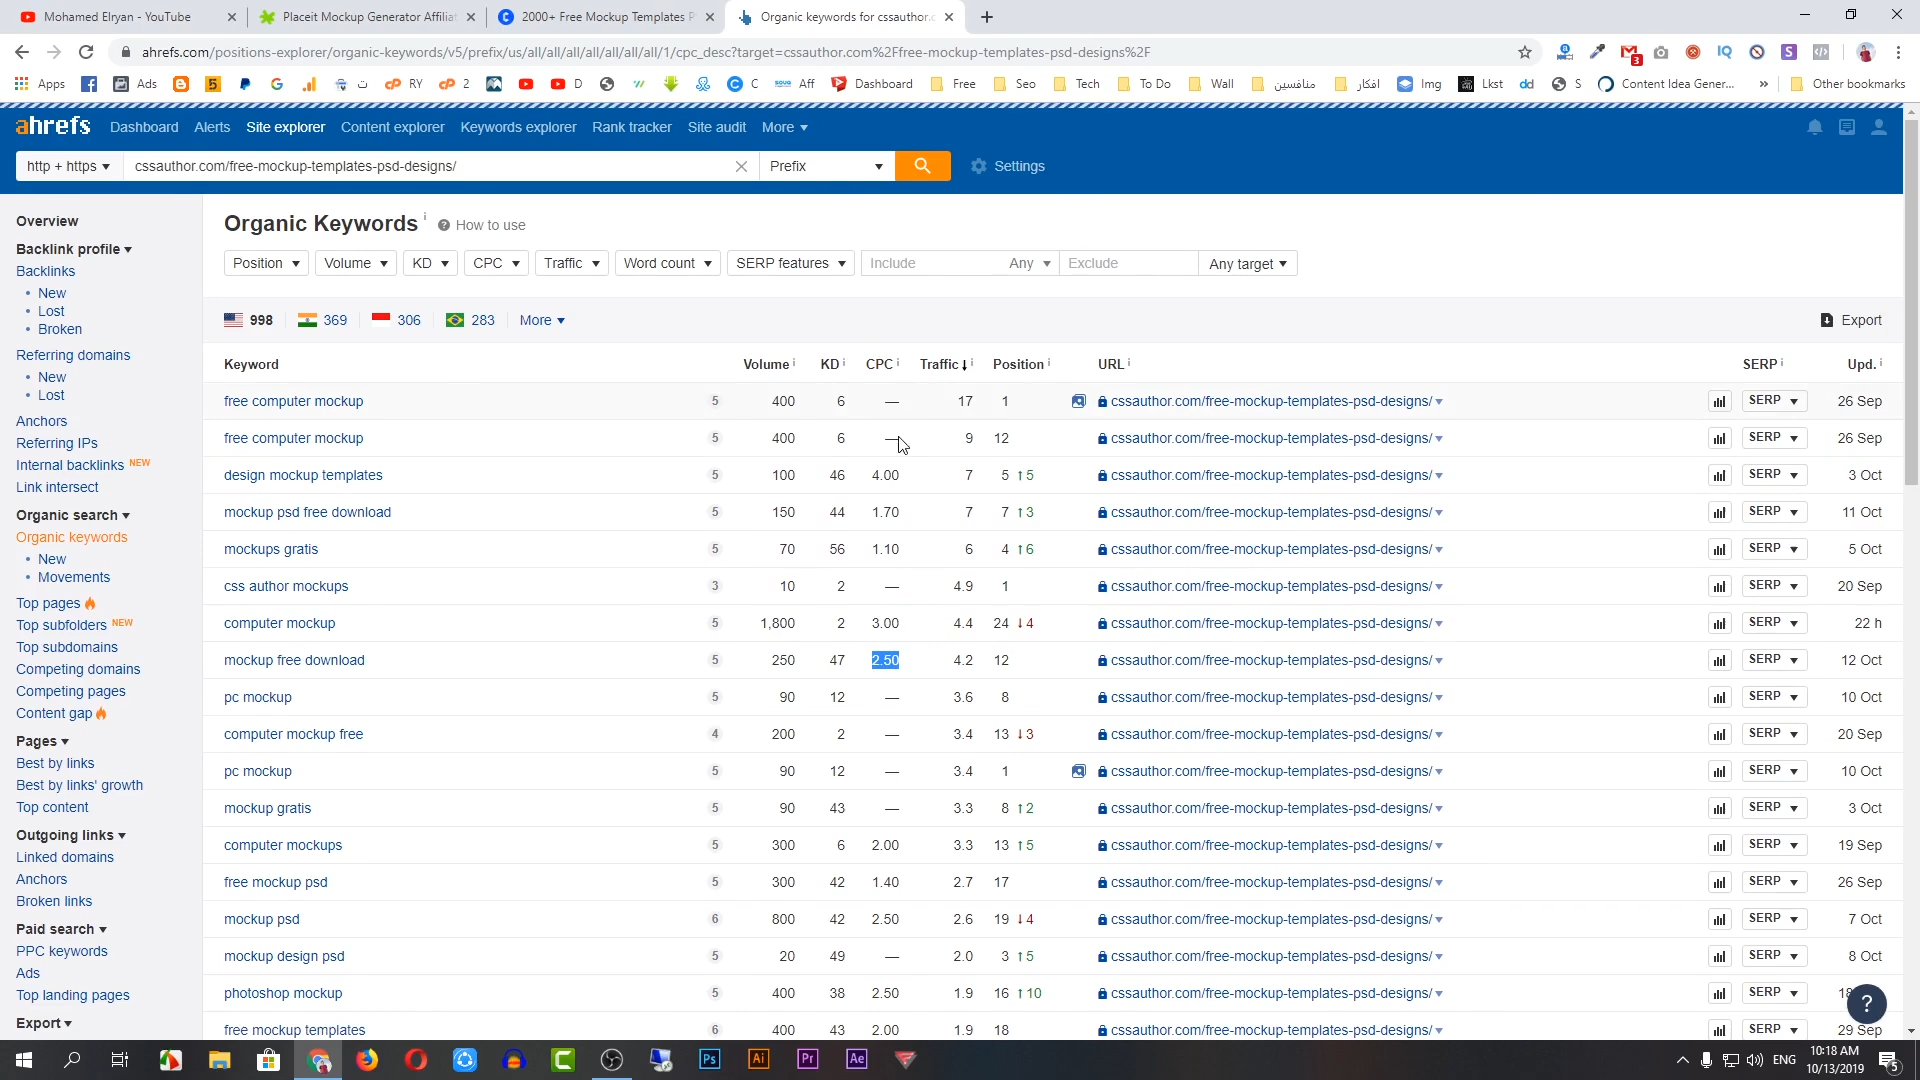 Mohamed Elryan - YouTube
Placeit Mockup Generator Affiliat
2000+ Free Mockup Templates P
Organic keywords for cssauthor.c
ahrefs.com/positions-explorer/organic-keywords/v5/prefix/us/all/all/all/all/all/all/all/1/cpc_desc?target=cssauthor.com%2Ffree-mockup-templates-psd-designs%2F
Apps Ads ت RY 2 D C Aff Dashboard Free Seo Tech To Do Wall منافسين افكار Img Lkst dd S Content Idea Gener... » Other bookmarks
ahrefs Dashboard Alerts Site explorer Content explorer Keywords explorer Rank tracker Site audit More
http + https cssauthor.com/free-mockup-templates-psd-designs/ Prefix Settings
Overview
Backlink profile
Backlinks
• New
• Lost
• Broken
Referring domains
• New
• Lost
Anchors
Referring IPs
Internal backlinks NEW
Link intersect
Organic search
Organic keywords
• New
• Movements
Top pages
Top subfolders NEW
Top subdomains
Competing domains
Competing pages
Content gap
Pages
Best by links
Best by links' growth
Top content
Outgoing links
Linked domains
Anchors
Broken links
Paid search
PPC keywords
Ads
Top landing pages
Export
Organic Keywords i ? How to use
Position Volume KD CPC Traffic Word count SERP features Include Any Exclude Any target
998 369 306 283 More Export
Keyword Volume i KD i CPC i Traffic ↓ i Position i URL i SERP i Upd. i
free computer mockup 5 400 6 — 17 1 cssauthor.com/free-mockup-templates-psd-designs/ SERP 26 Sep
free computer mockup 5 400 6 — 9 12 cssauthor.com/free-mockup-templates-psd-designs/ SERP 26 Sep
design mockup templates 5 100 46 4.00 7 5 ↑5 cssauthor.com/free-mockup-templates-psd-designs/ SERP 3 Oct
mockup psd free download 5 150 44 1.70 7 7 ↑3 cssauthor.com/free-mockup-templates-psd-designs/ SERP 11 Oct
mockups gratis 5 70 56 1.10 6 4 ↑6 cssauthor.com/free-mockup-templates-psd-designs/ SERP 5 Oct
css author mockups 3 10 2 — 4.9 1 cssauthor.com/free-mockup-templates-psd-designs/ SERP 20 Sep
computer mockup 5 1,800 2 3.00 4.4 24 ↓4 cssauthor.com/free-mockup-templates-psd-designs/ SERP 22 h
mockup free download 5 250 47 2.50 4.2 12 cssauthor.com/free-mockup-templates-psd-designs/ SERP 12 Oct
pc mockup 5 90 12 — 3.6 8 cssauthor.com/free-mockup-templates-psd-designs/ SERP 10 Oct
computer mockup free 4 200 2 — 3.4 13 ↓3 cssauthor.com/free-mockup-templates-psd-designs/ SERP 20 Sep
pc mockup 5 90 12 — 3.4 1 cssauthor.com/free-mockup-templates-psd-designs/ SERP 10 Oct
mockup gratis 5 90 43 — 3.3 8 ↑2 cssauthor.com/free-mockup-templates-psd-designs/ SERP 3 Oct
computer mockups 5 300 6 2.00 3.3 13 ↑5 cssauthor.com/free-mockup-templates-psd-designs/ SERP 19 Sep
free mockup psd 5 300 42 1.40 2.7 17 cssauthor.com/free-mockup-templates-psd-designs/ SERP 26 Sep
mockup psd 6 800 42 2.50 2.6 19 ↓4 cssauthor.com/free-mockup-templates-psd-designs/ SERP 7 Oct
mockup design psd 5 20 49 — 2.0 3 ↑5 cssauthor.com/free-mockup-templates-psd-designs/ SERP 8 Oct
photoshop mockup 5 400 38 2.50 1.9 16 ↑10 cssauthor.com/free-mockup-templates-psd-designs/ SERP
free mockup templates 6 400 43 2.00 1.9 18 cssauthor.com/free-mockup-templates-psd-designs/ SERP 29 Sep
?
Ps Ai Pr Ae ENG 10:18 AM
10/13/2019 5